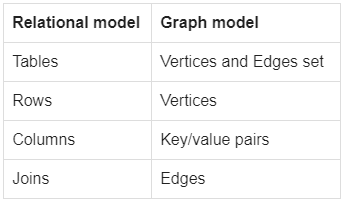 Relational model Graph model
Tables Vertices and Edges set
Rows Vertices
Columns Key/value pairs
Joins Edges